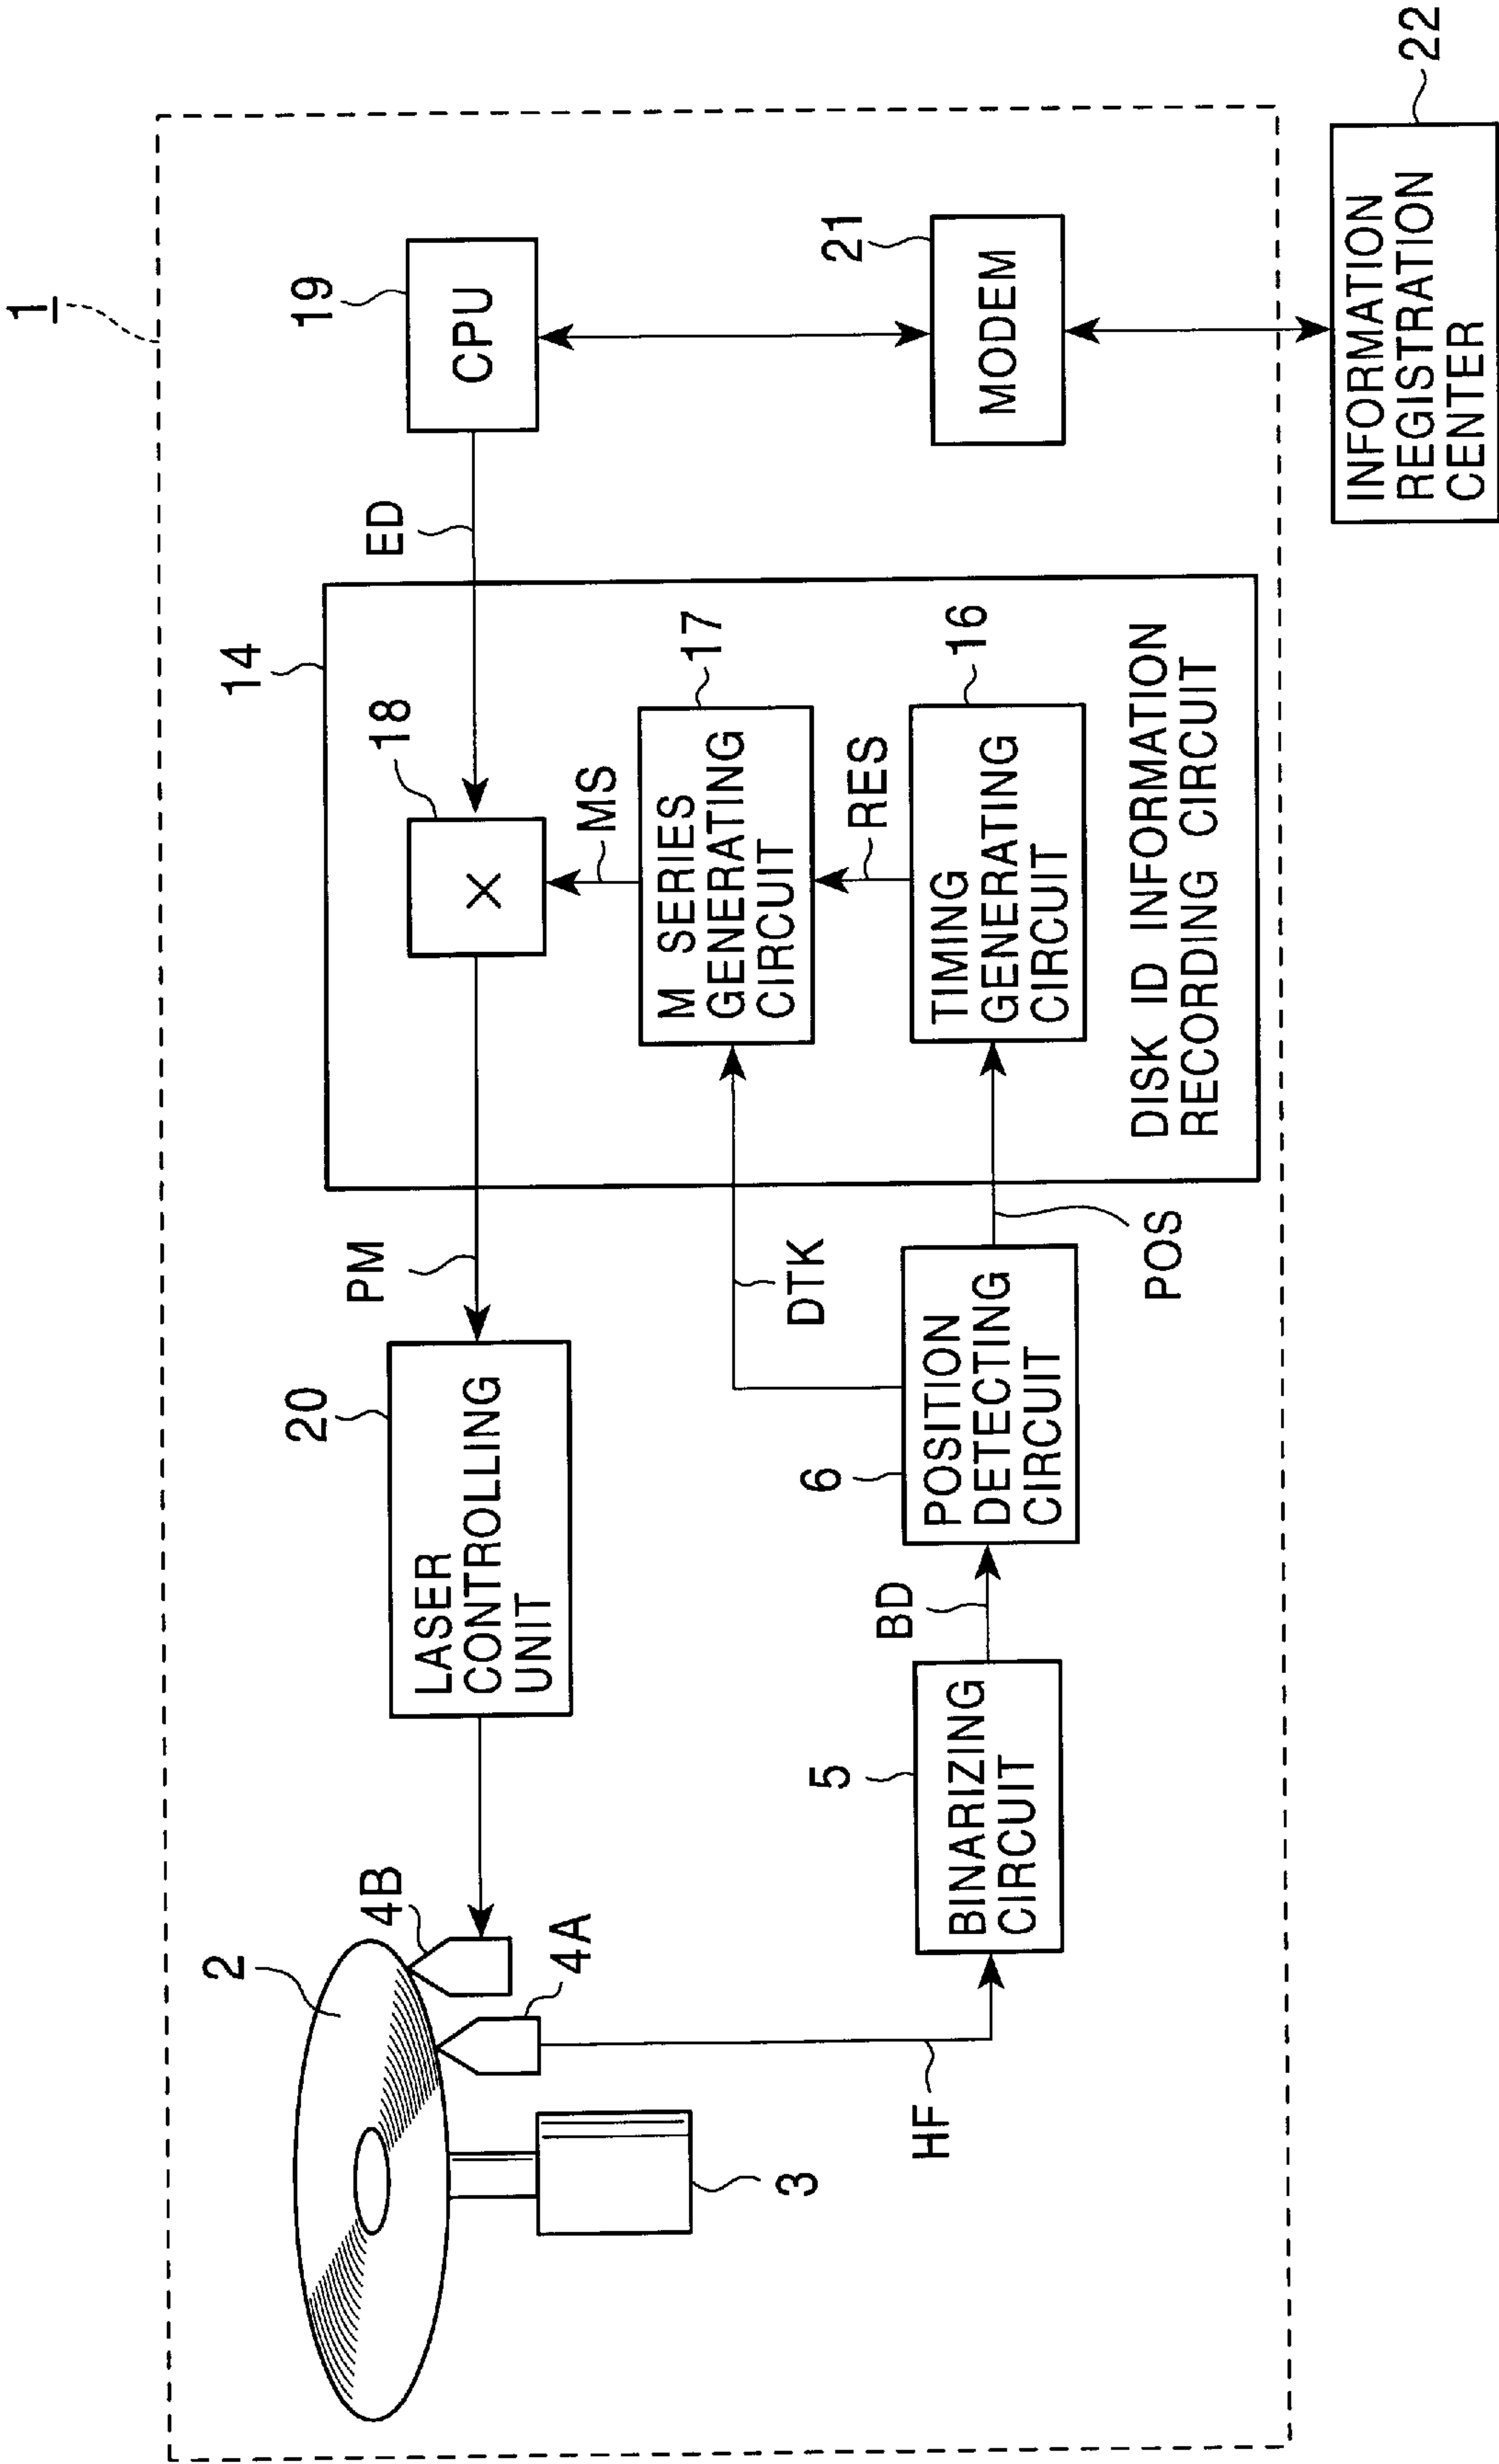 1
2
4B
4A
3
HF
20
LASER
CONTROLLING
UNIT
PM
5
BINARIZING
CIRCUIT
BD
6
POSITION
DETECTING
CIRCUIT
DTK
POS
14
18
X
MS
17
M SERIES
GENERATING
CIRCUIT
RES
16
TIMING
GENERATING
CIRCUIT
DISK ID INFORMATION
RECORDING CIRCUIT
ED
19
CPU
21
MODEM
22
INFORMATION
REGISTRATION
CENTER